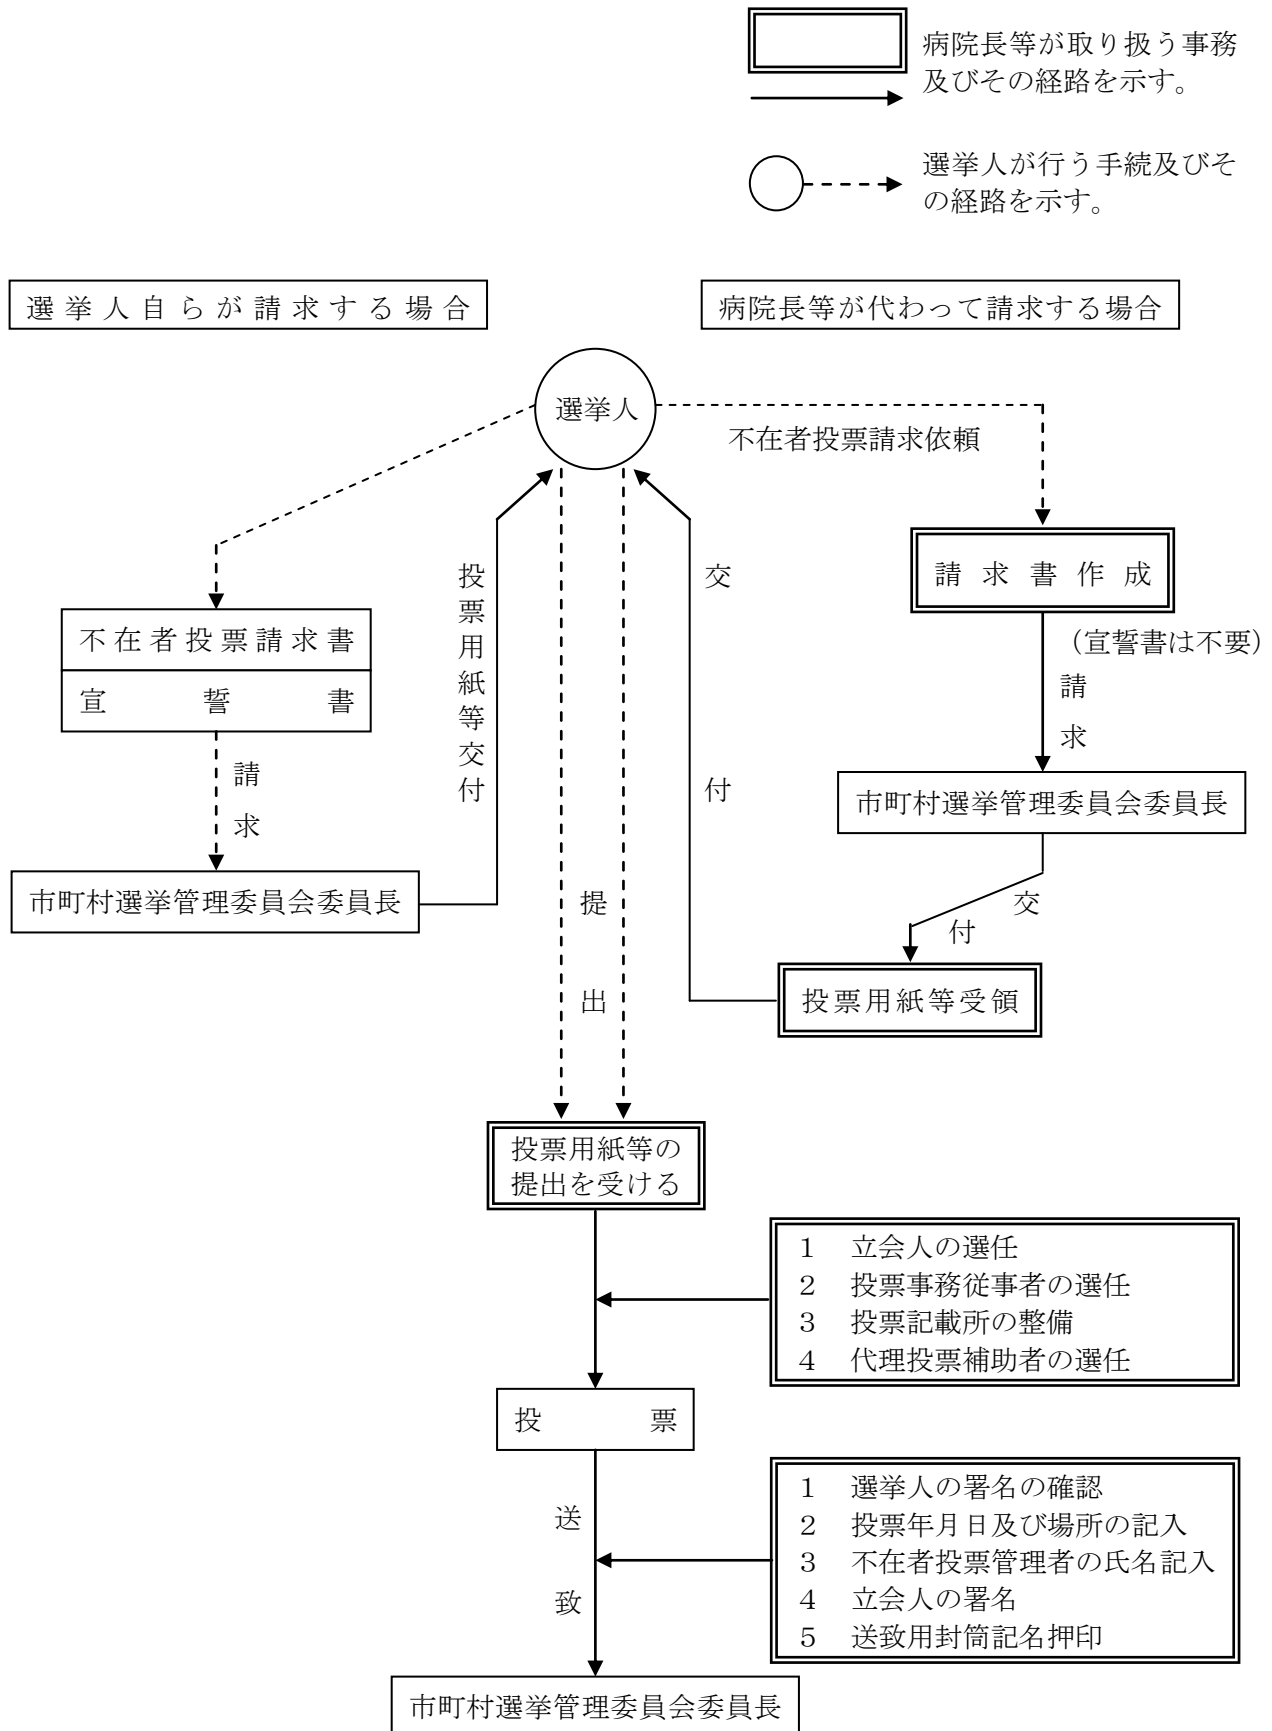 病院長等が取り扱う事務
及びその経路を示す。
選挙人が行う手続及びそ
の経路を示す。
選挙人自らが請求する場合
病院長等が代わって請求する場合
選挙人
不在者投票請求依頼
請求書作成
(宣誓書は不要)
請求
不在者投票請求書
宣誓書
請求
投票用紙等交付
交付
市町村選挙管理委員会委員長
市町村選挙管理委員会委員長
交付
提出
投票用紙等受領
投票用紙等の
提出を受ける
1 立会人の選任
2 投票事務従事者の選任
3 投票記載所の整備
4 代理投票補助者の選任
投票
送致
1 選挙人の署名の確認
2 投票年月日及び場所の記入
3 不在者投票管理者の氏名記入
4 立会人の署名
5 送致用封筒記名押印
市町村選挙管理委員会委員長